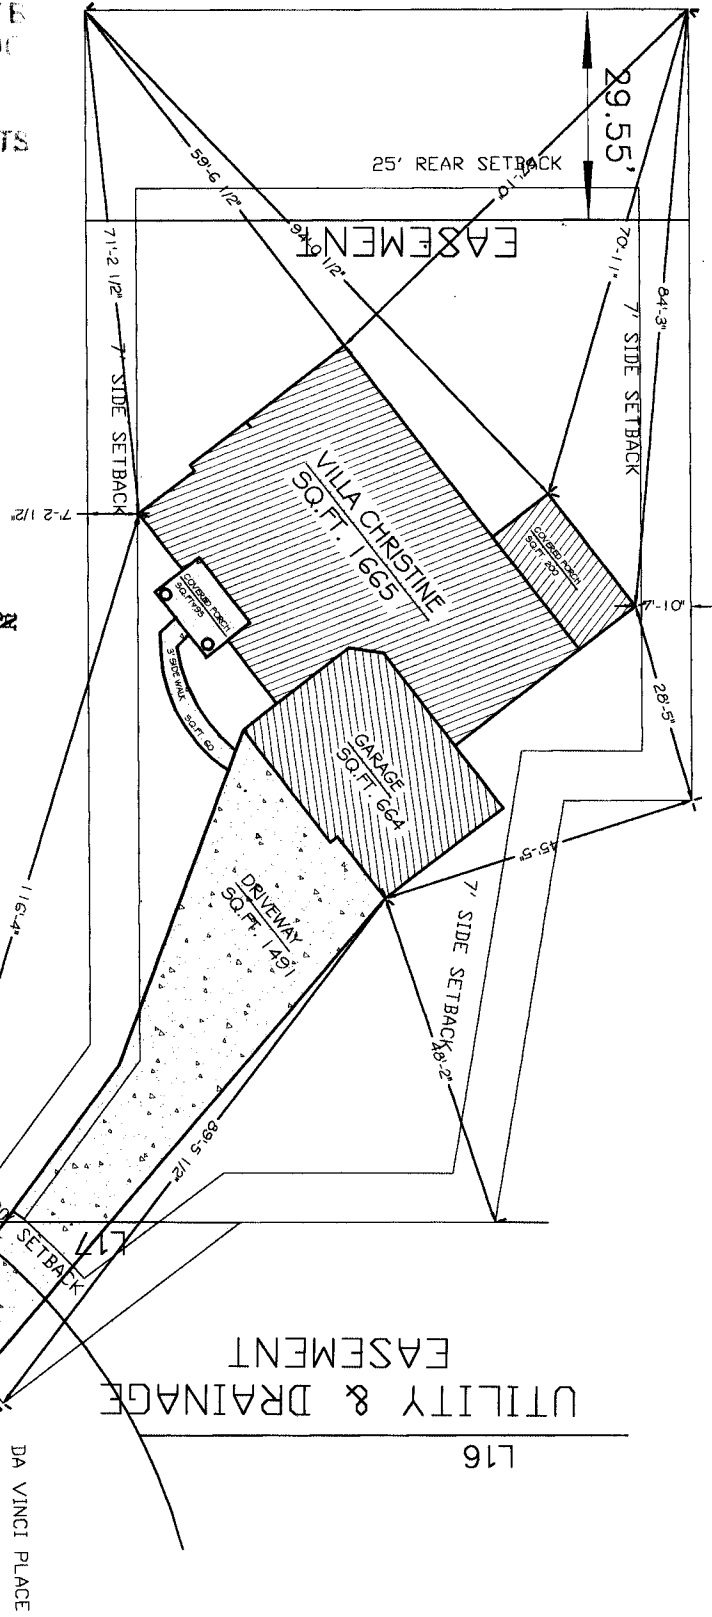 TS
29.55'
25' REAR SETBACK
EASEMENT
59'-6 1/2"
94'-0 1/2"
71'-2 1/2"
70'-11"
84'-3"
7' SIDE SETBACK
7' SIDE SETBACK
7'-2 1/2"
VILLA CHRISTINE
SQ.FT. 1665
COVERED PORCH
SQ.FT. 200
COVERED PORCH
3' SIDE WALK
SQ.FT. 60
28'-5"
GARAGE
SQ.FT. 664
45'-5"
DRIVEWAY
SQ.FT. 1491
116'-4"
7' SIDE SETBACK
48'-2"
89'-5 1/2"
SETBACK
L17
UTILITY & DRAINAGE
EASEMENT
L16
DA VINCI PLACE